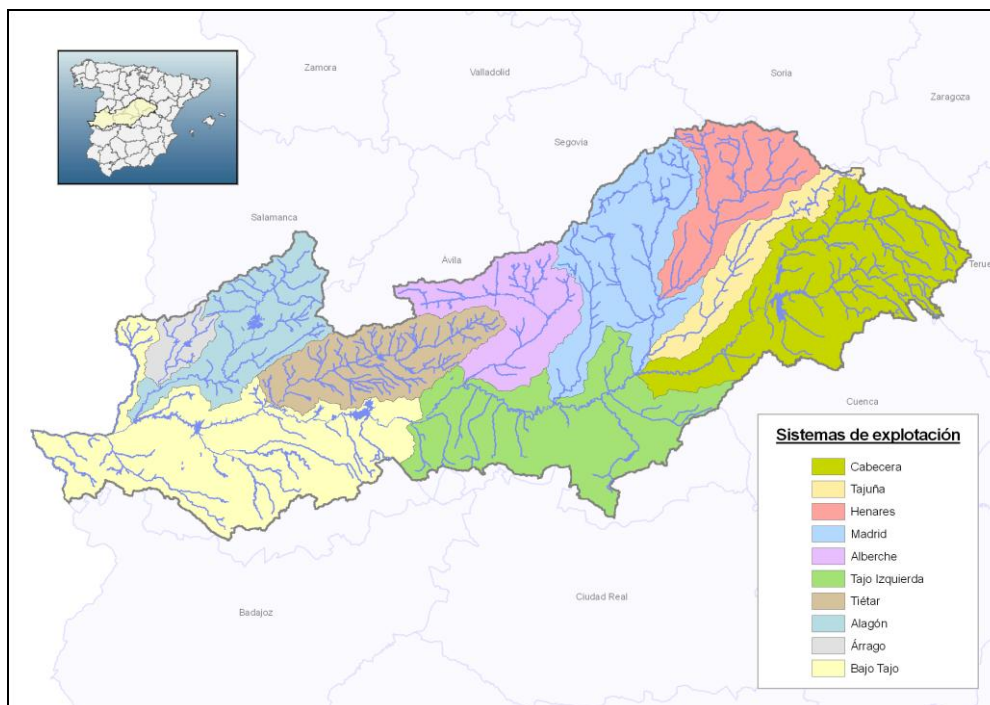 Zamora
Valladolid
Soria
Zaragoza
Segovia
Salamanca
Ávila
Terue
Cuenca
Sistemas de explotación
Cabecera
Tajuña
Henares
Madrid
Alberche
Tajo Izquierda
Tiétar
Alagón
Árrago
Bajo Tajo
Ciudad Real
Badajoz